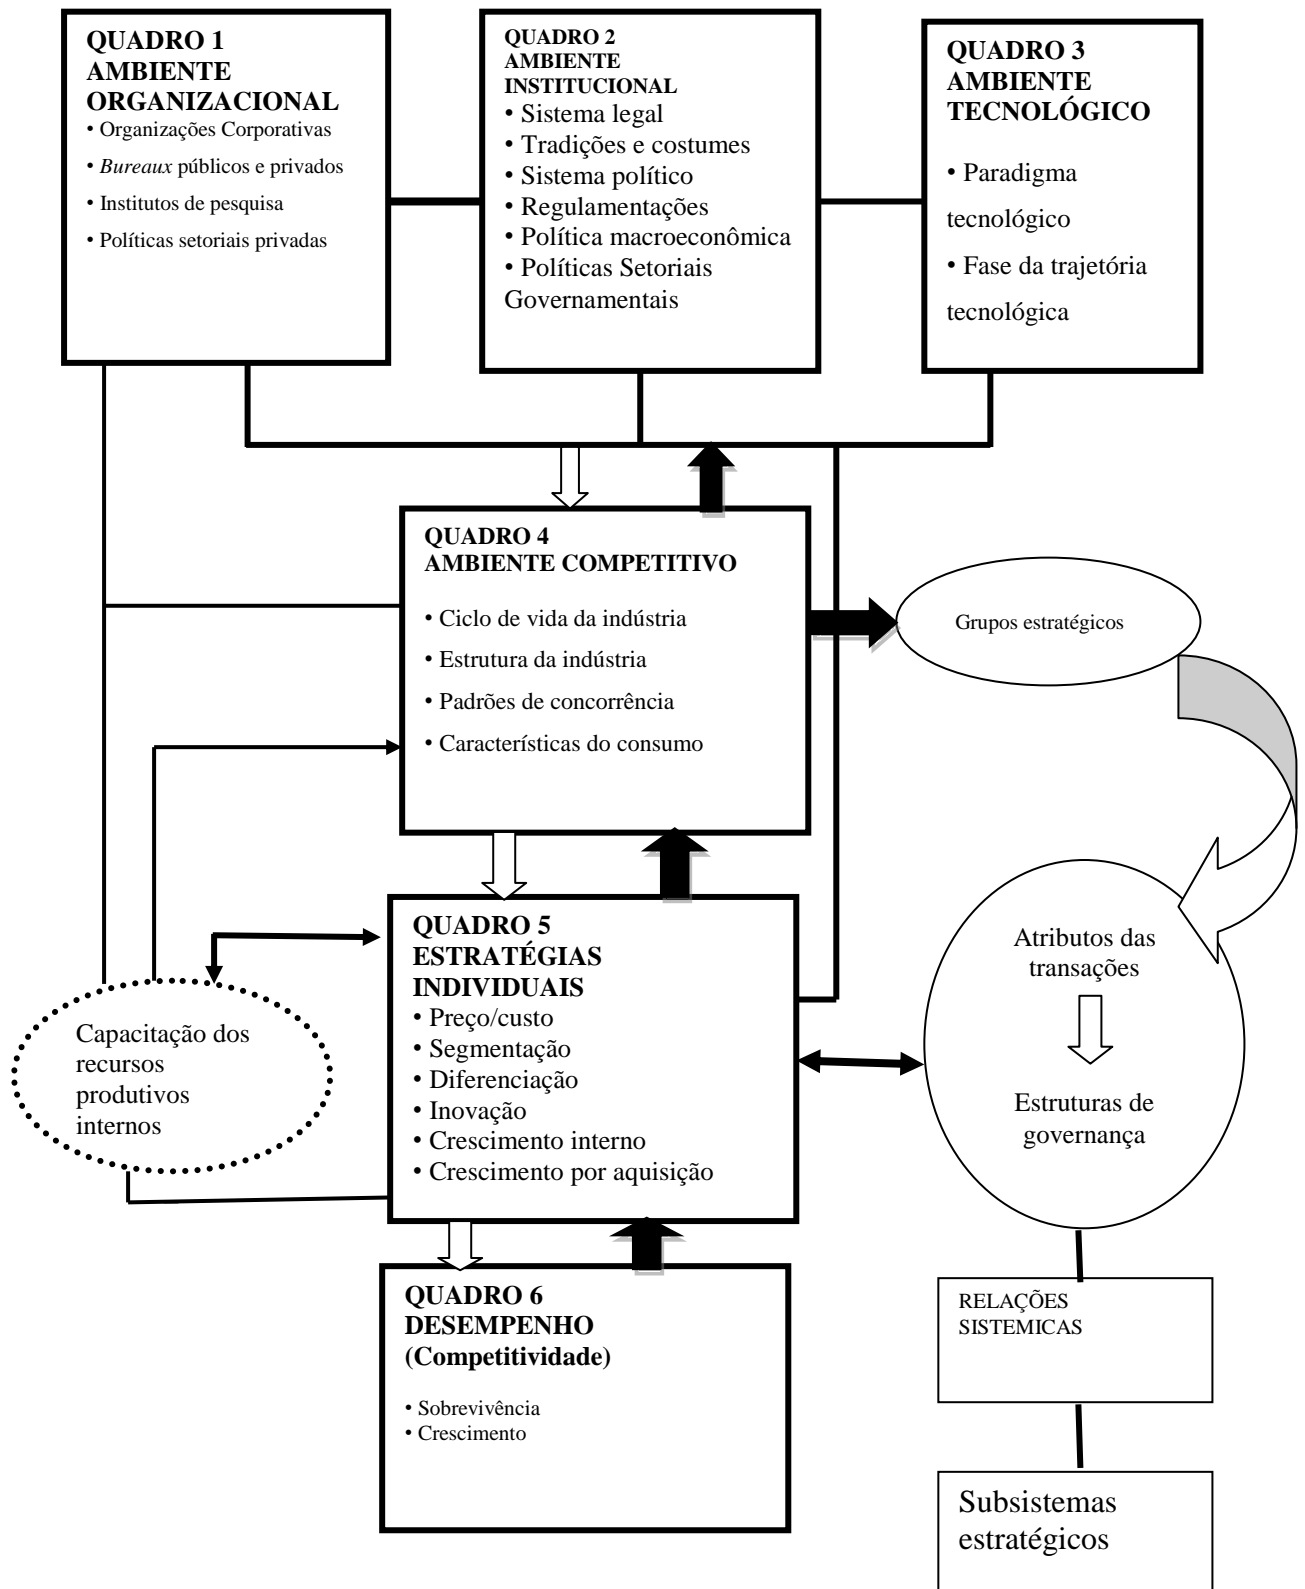 QUADRO 1
AMBIENTE
ORGANIZACIONAL
• Organizações Corporativas
• Bureaux públicos e privados
• Institutos de pesquisa
• Políticas setoriais privadas
QUADRO 2
AMBIENTE
INSTITUCIONAL
• Sistema legal
• Tradições e costumes
• Sistema político
• Regulamentações
• Política macroeconômica
• Políticas Setoriais
Governamentais
QUADRO 3
AMBIENTE
TECNOLÓGICO
• Paradigma
tecnológico
• Fase da trajetória
tecnológica
QUADRO 4
AMBIENTE COMPETITIVO
• Ciclo de vida da indústria
• Estrutura da indústria
• Padrões de concorrência
• Características do consumo
Grupos estratégicos
QUADRO 5
ESTRATÉGIAS
INDIVIDUAIS
• Preço/custo
• Segmentação
• Diferenciação
• Inovação
• Crescimento interno
• Crescimento por aquisição
Capacitação dos
recursos
produtivos
internos
Atributos das
transações
Estruturas de
governança
QUADRO 6
DESEMPENHO
(Competitividade)
• Sobrevivência
• Crescimento
RELAÇÕES
SISTEMICAS
Subsistemas
estratégicos